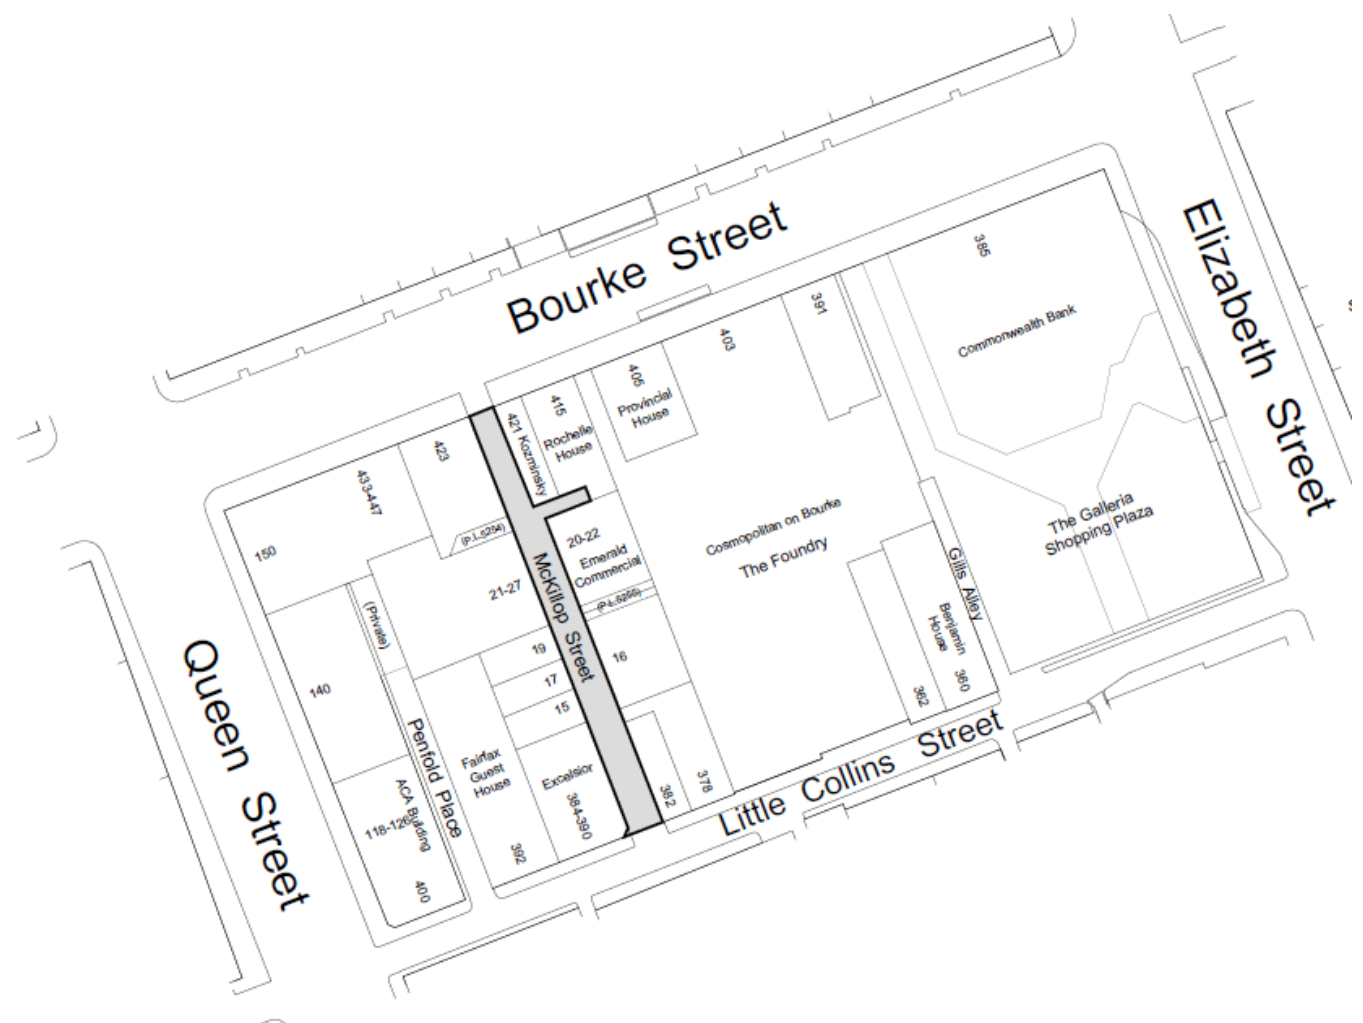 Bourke Street
Elizabeth Street
385
Commonwealth Bank
391
403
405
Provincial
House
415
Rochelle
House
421 Kozminsky
423
433-447
150
(P.L.5254)
20-22
Emerald
Commercial
(P.L.5255)
Cosmopolitan on Bourke
The Foundry
The Galleria
Shopping Plaza
21-27
McKillop Street
(Private)
Gills Alley
Benjamin
House
360
362
19
17
15
16
140
Queen Street
Penfold Place
Fairfax
Guest
House
392
Excelsior
384-390
382
378
Little Collins Street
ACA Building
400